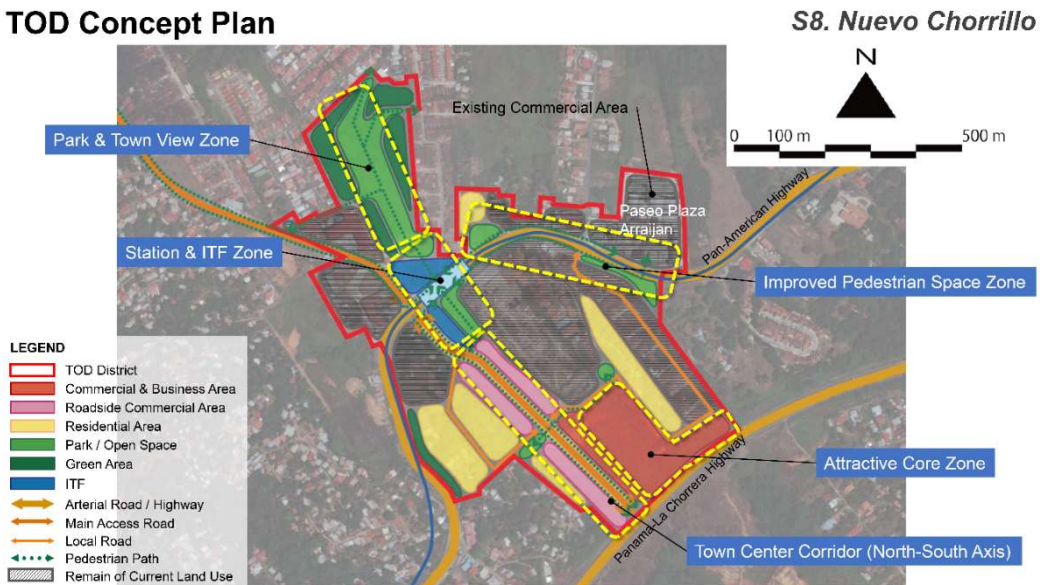 TOD Concept Plan
S8. Nuevo Chorrillo
N
0 100 m 500 m
Existing Commercial Area
Park & Town View Zone
Paseo Plaza
Arraijan
Pan-American Highway
Station & ITF Zone
Improved Pedestrian Space Zone
LEGEND
TOD District
Commercial & Business Area
Roadside Commercial Area
Residential Area
Park / Open Space
Green Area
ITF
Arterial Road / Highway
Main Access Road
Local Road
Pedestrian Path
Remain of Current Land Use
Attractive Core Zone
Panama-La Chorrera Highway
Town Center Corridor (North-South Axis)